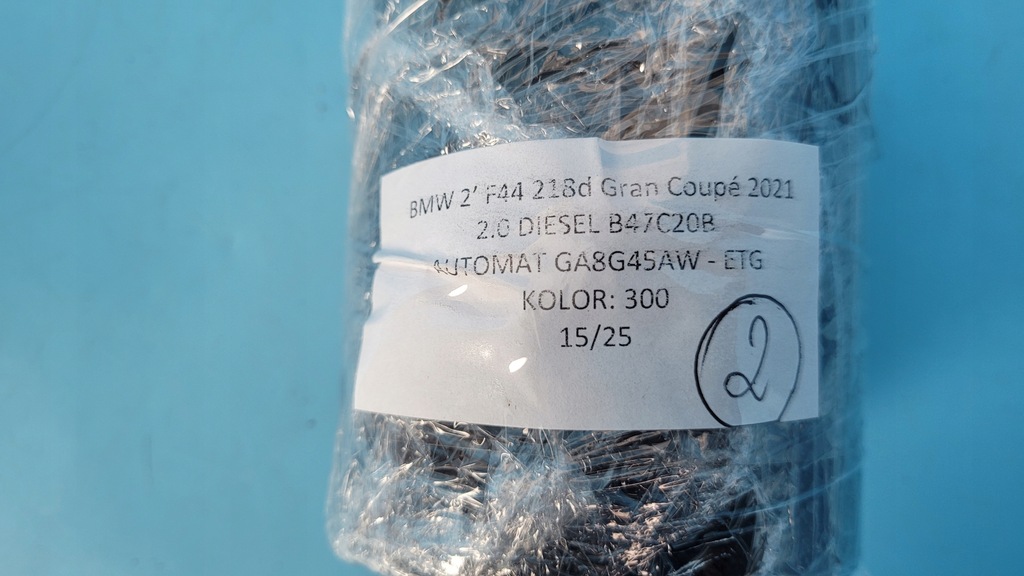 BMW 2' F44 218d Gran Coupé 2021
2.0 DIESEL B47C20B
AUTOMAT GA8G45AW - ETG
KOLOR: 300
15/25
2